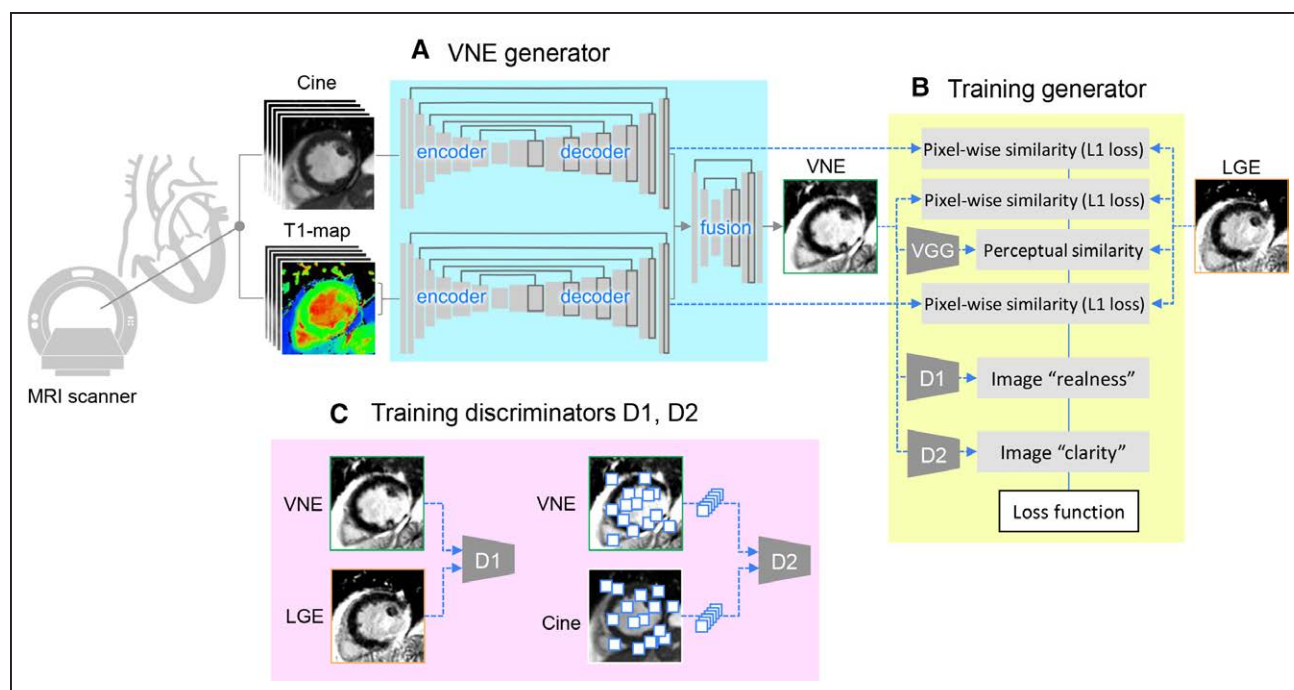 A VNE generator
Cine
encoder
decoder
T1-map
encoder
decoder
fusion
VNE
MRI scanner
B Training generator
Pixel-wise similarity (L1 loss)
Pixel-wise similarity (L1 loss)
VGG
Perceptual similarity
Pixel-wise similarity (L1 loss)
D1
Image “realness”
D2
Image “clarity”
Loss function
LGE
C Training discriminators D1, D2
VNE
D1
LGE
VNE
D2
Cine